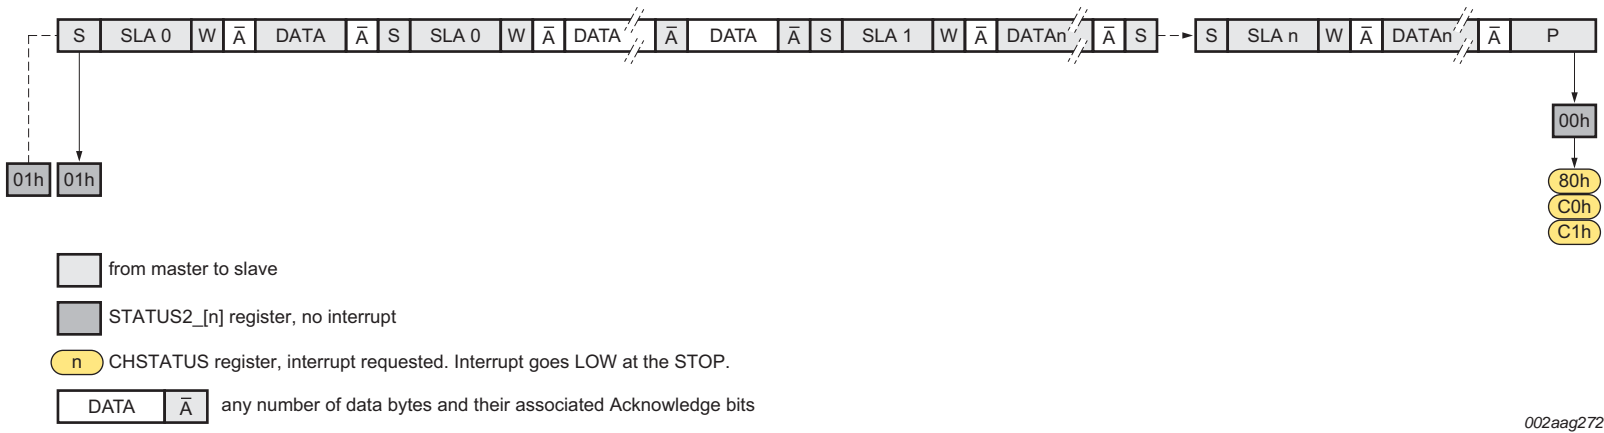 S SLA 0 W A̅ DATA A̅ S SLA 0 W A̅ DATA A̅ DATA A̅ S SLA 1 W A̅ DATAn A̅ S S SLA n W A̅ DATAn A̅ P
00h
01h 01h
80h
C0h
C1h
from master to slave
STATUS2_[n] register, no interrupt
n CHSTATUS register, interrupt requested. Interrupt goes LOW at the STOP.
DATA A̅ any number of data bytes and their associated Acknowledge bits
002aag272